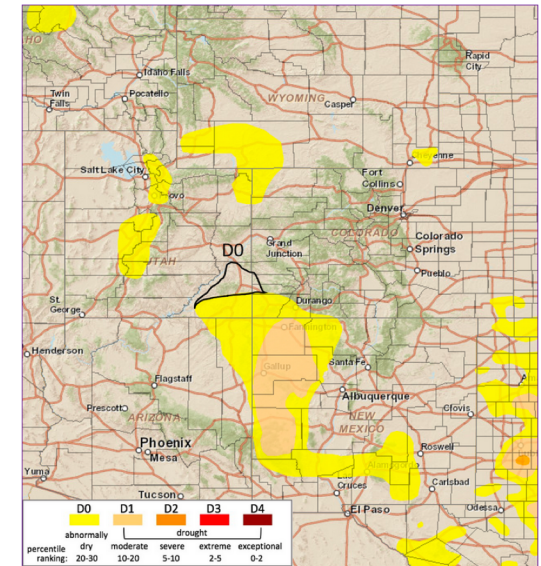 HO
Idaho Falls
Twin
Falls
Pocatello
WYOMING
Casper
Rapid
City
Salt Lake City
ovo
Cheyenne
Fort
Collins
Denver
UTAH
D0
Grand
Junction
COLORADO
Colorado
Springs
Pueblo
St.
George
Durango
Farmington
Henderson
Gallup
Santa Fe
Flagstaff
Albuquerque
Prescott
ARIZONA
NEW
MEXICO
Clovis
Phoenix
Mesa
Roswell
Yuma
Tucson
Cruces
Carlsbad
El Paso
Odessa
D0 D1 D2 D3 D4
abnormally
dry
drought
moderate severe extreme exceptional
percentile
ranking: 20-30 10-20 5-10 2-5 0-2